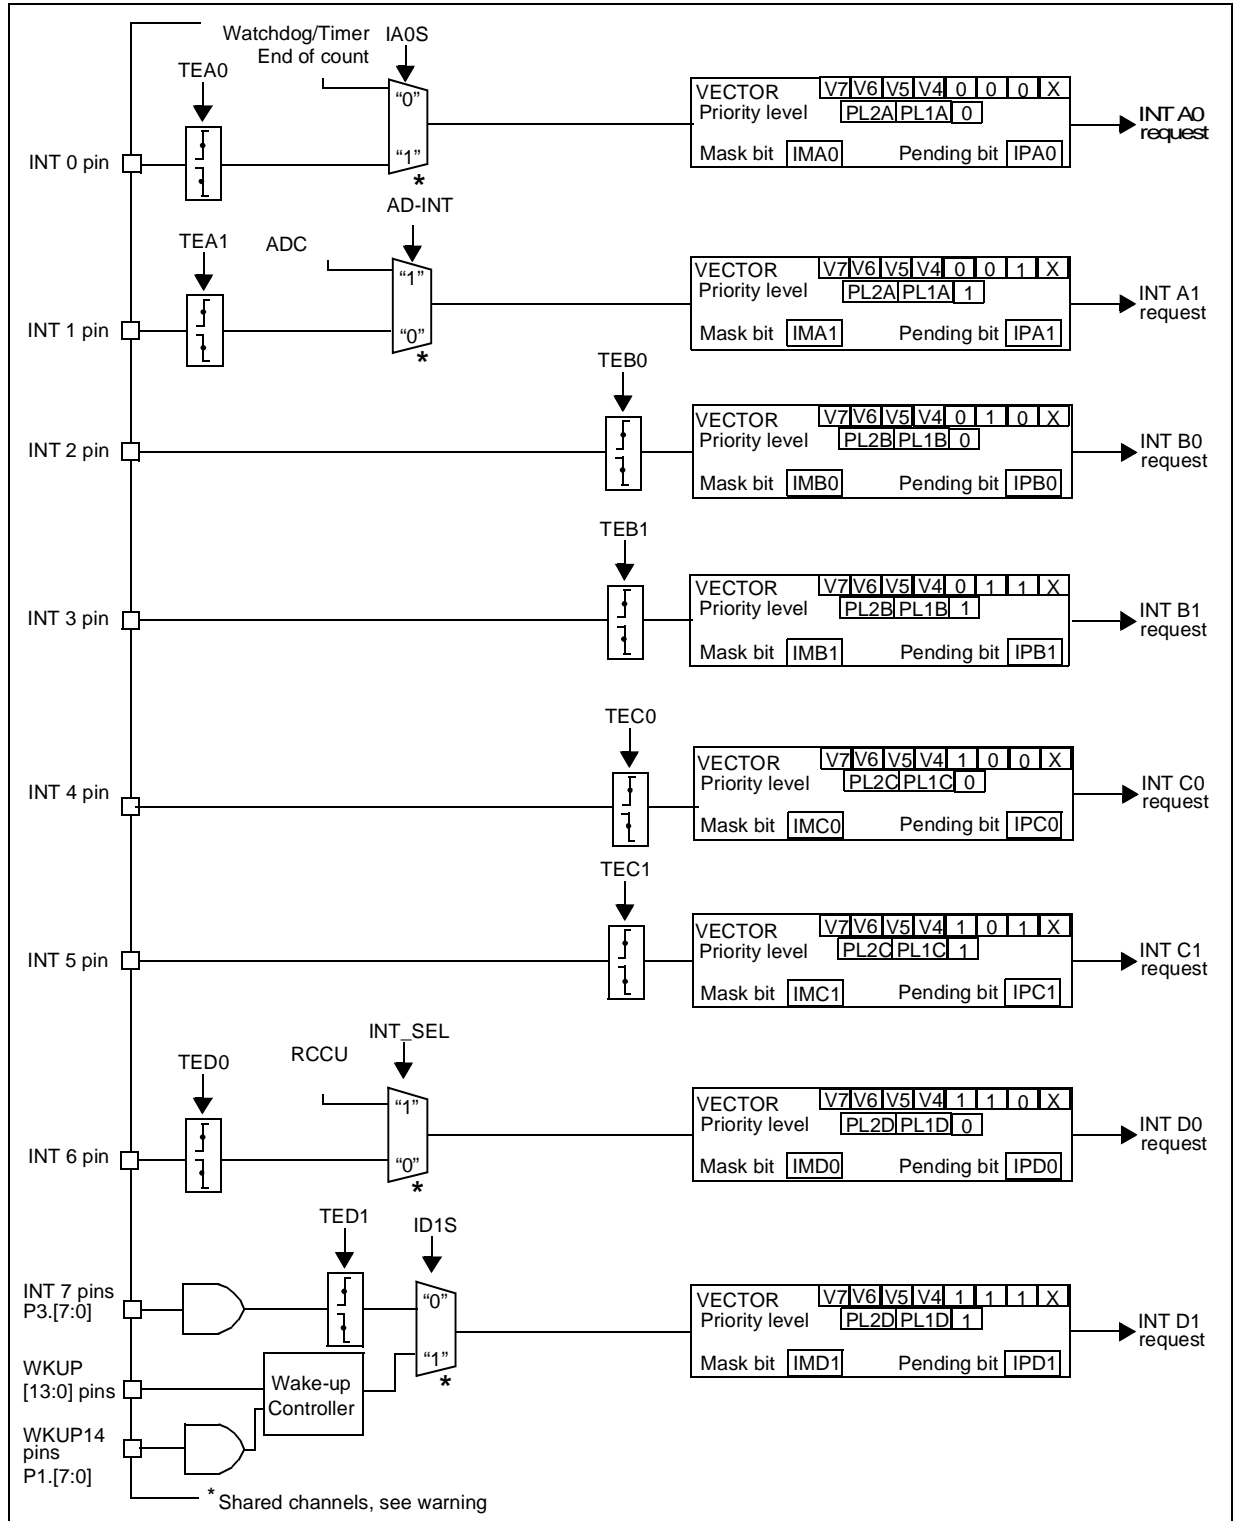 Watchdog/Timer IA0S
End of count
TEA0
"0"
"1"
*
INT 0 pin
VECTOR V7 V6 V5 V4 0 0 0 X
Priority level PL2A PL1A 0
Mask bit IMA0 Pending bit IPA0
INT A0
request
AD-INT
TEA1 ADC
"1"
"0"
*
INT 1 pin
VECTOR V7 V6 V5 V4 0 0 1 X
Priority level PL2A PL1A 1
Mask bit IMA1 Pending bit IPA1
INT A1
request
TEB0
INT 2 pin
VECTOR V7 V6 V5 V4 0 1 0 X
Priority level PL2B PL1B 0
Mask bit IMB0 Pending bit IPB0
INT B0
request
TEB1
INT 3 pin
VECTOR V7 V6 V5 V4 0 1 1 X
Priority level PL2B PL1B 1
Mask bit IMB1 Pending bit IPB1
INT B1
request
TEC0
INT 4 pin
VECTOR V7 V6 V5 V4 1 0 0 X
Priority level PL2C PL1C 0
Mask bit IMC0 Pending bit IPC0
INT C0
request
TEC1
INT 5 pin
VECTOR V7 V6 V5 V4 1 0 1 X
Priority level PL2C PL1C 1
Mask bit IMC1 Pending bit IPC1
INT C1
request
INT_SEL
TED0 RCCU
"1"
"0"
*
INT 6 pin
VECTOR V7 V6 V5 V4 1 1 0 X
Priority level PL2D PL1D 0
Mask bit IMD0 Pending bit IPD0
INT D0
request
TED1 ID1S
INT 7 pins
P3.[7:0]
"0"
"1"
*
VECTOR V7 V6 V5 V4 1 1 1 X
Priority level PL2D PL1D 1
Mask bit IMD1 Pending bit IPD1
INT D1
request
WKUP
[13:0] pins
Wake-up
Controller
WKUP14
pins
P1.[7:0]
* Shared channels, see warning